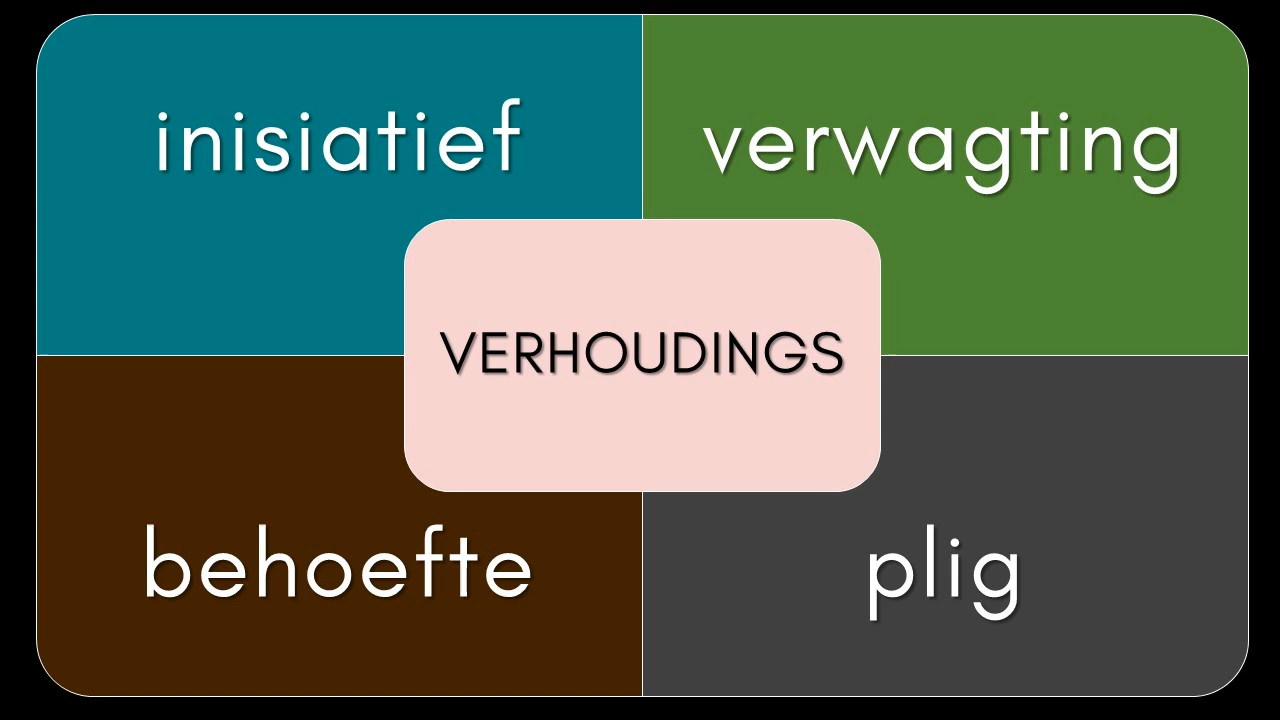 inisiatief
verwagting
VERHOUDINGS
behoefte
plig